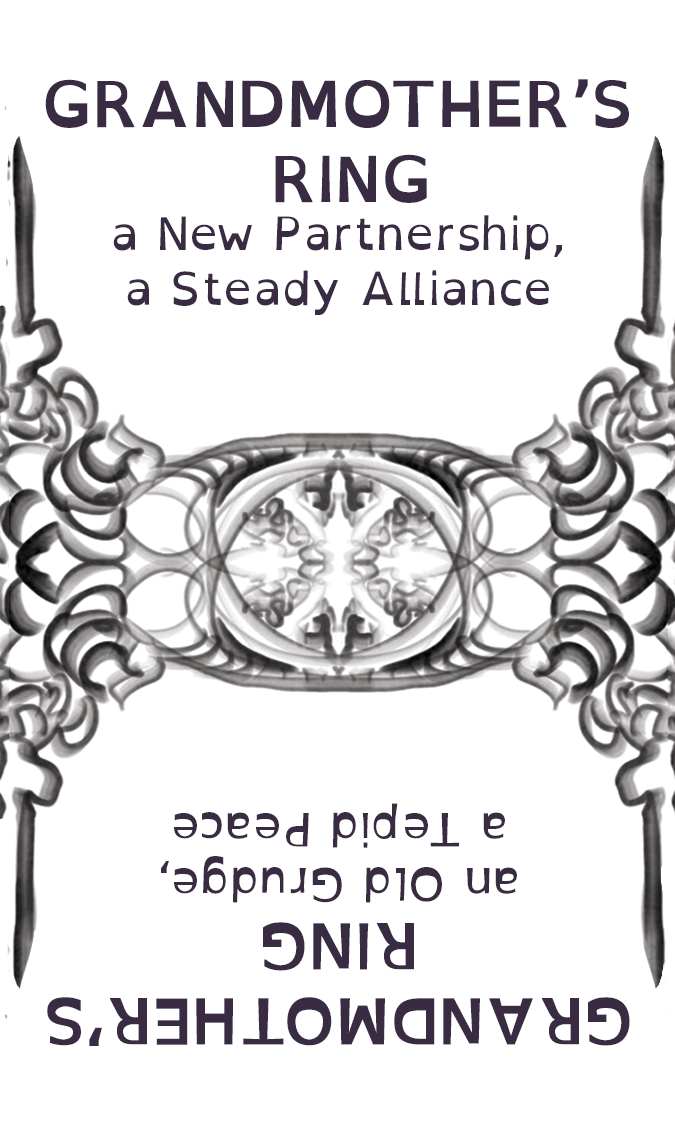 GRANDMOTHER'S
RING
a New Partnership,
a Steady Alliance
GRANDMOTHER'S
RING
an Old Grudge,
a Tepid Peace